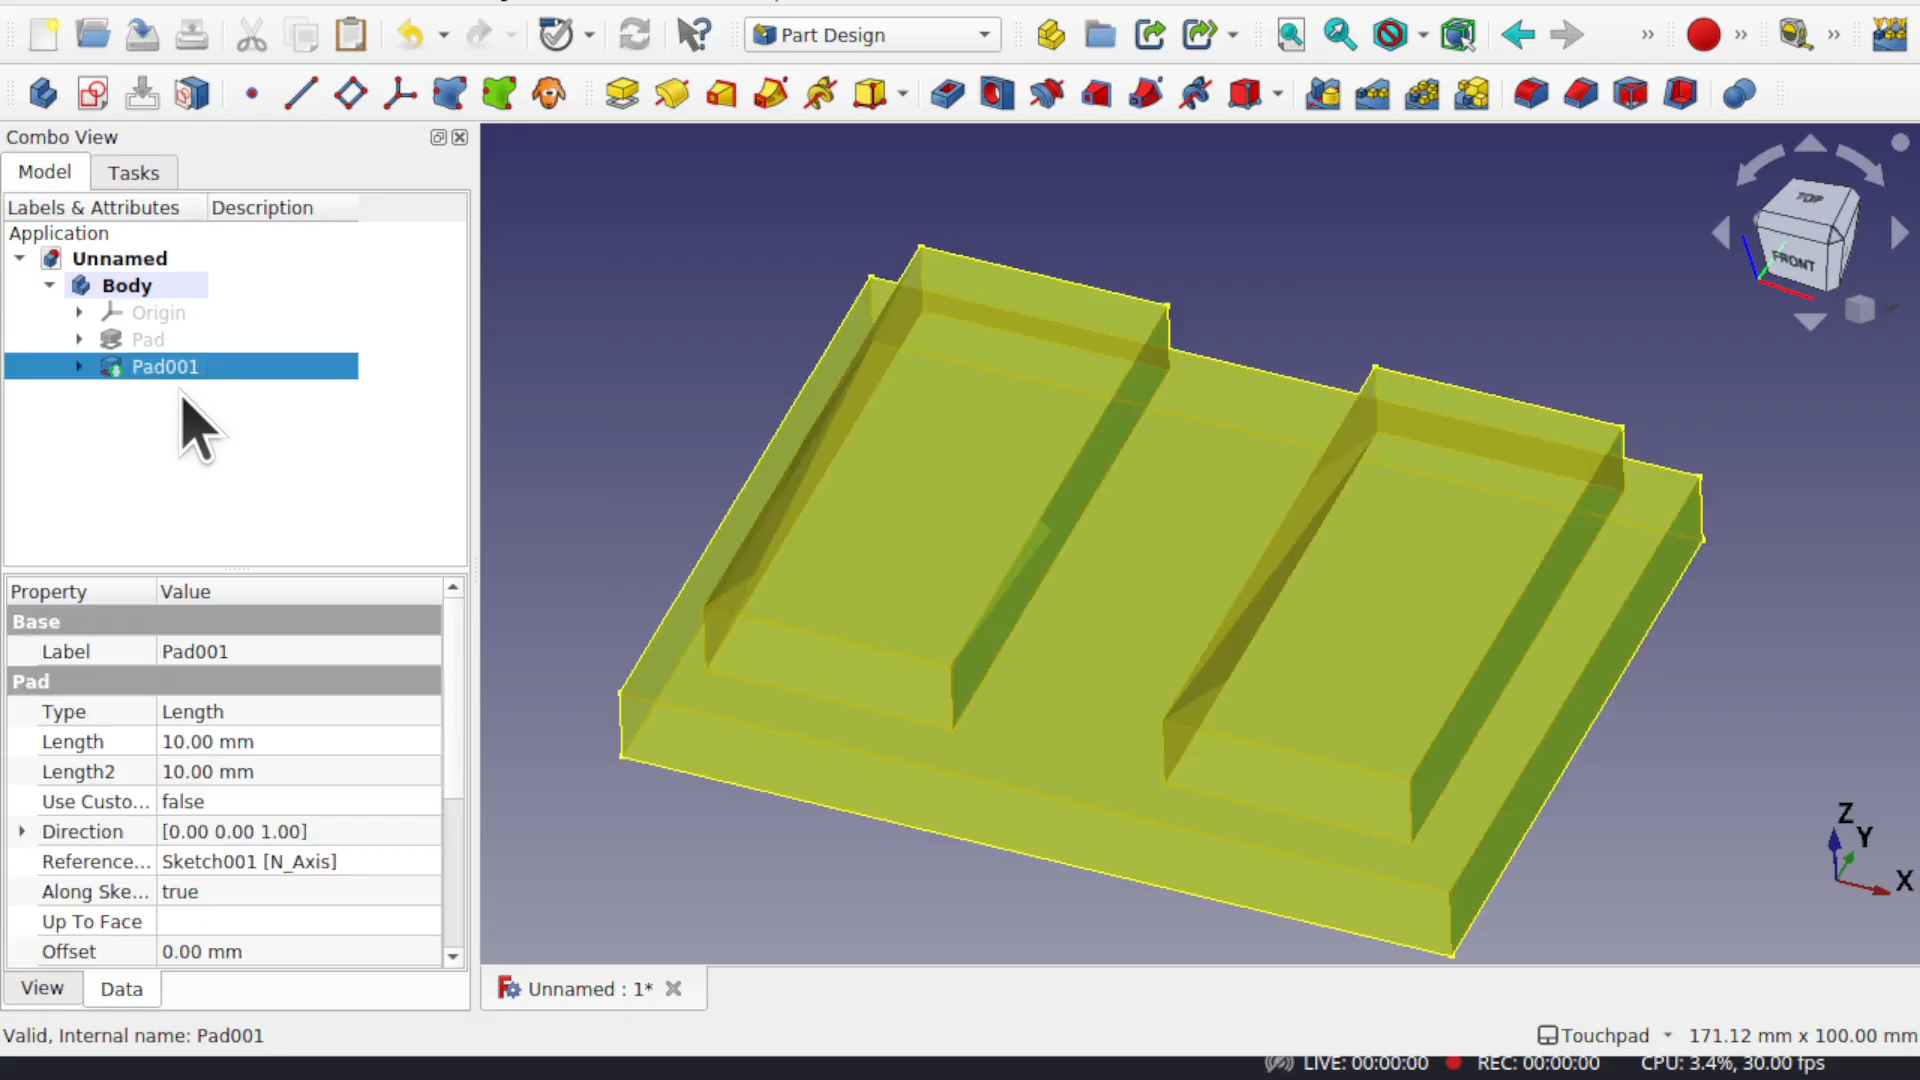 Part Design
»
»
»
Combo View
Model
Tasks
Labels & Attributes
Description
Application
Unnamed
Body
Origin
Pad
Pad001
Property
Value
Base
Label
Pad001
Pad
Type
Length
Length
10.00 mm
Length2
10.00 mm
Use Custo...
false
Direction
[0.00 0.00 1.00]
Reference...
Sketch001 [N_Axis]
Along Ske...
true
Up To Face
Offset
0.00 mm
View
Data
TOP
FRONT
Z
Y
X
Unnamed : 1*
Valid, Internal name: Pad001
Touchpad
171.12 mm x 100.00 mm
LIVE: 00:00:00
REC: 00:00:00
CPU: 3.4%, 30.00 fps